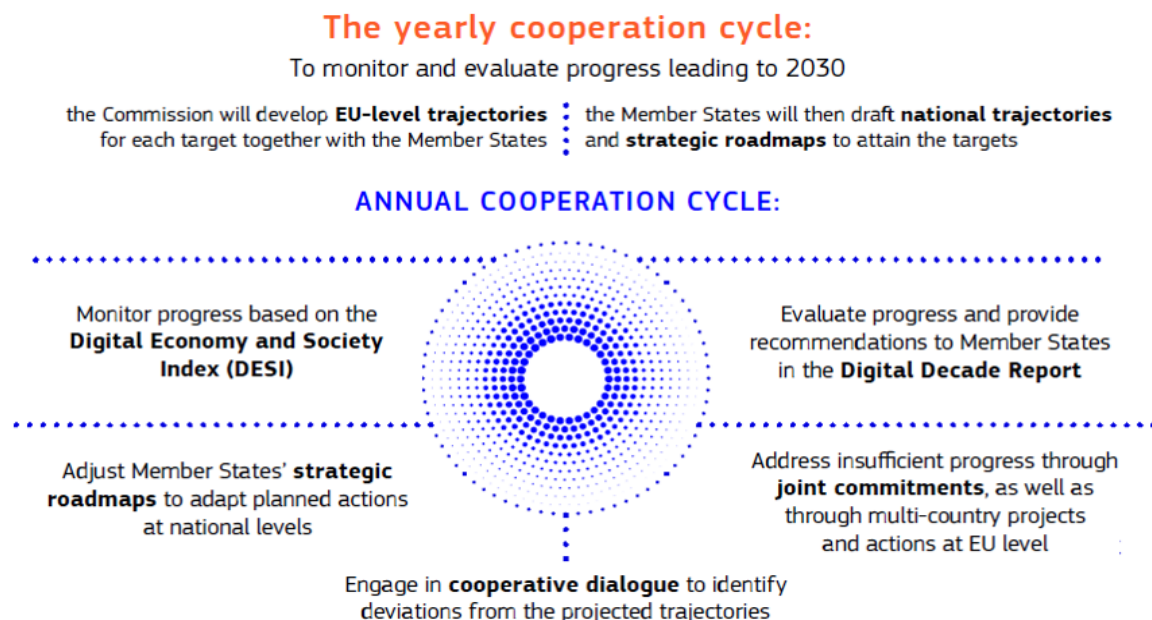 The yearly cooperation cycle:
To monitor and evaluate progress leading to 2030
the Commission will develop EU-level trajectories
for each target together with the Member States
the Member States will then draft national trajectories
and strategic roadmaps to attain the targets
ANNUAL COOPERATION CYCLE:
Monitor progress based on the
Digital Economy and Society
Index (DESI)
Evaluate progress and provide
recommendations to Member States
in the Digital Decade Report
Adjust Member States' strategic
roadmaps to adapt planned actions
at national levels
Address insufficient progress through
joint commitments, as well as
through multi-country projects
and actions at EU level
Engage in cooperative dialogue to identify
deviations from the projected trajectories